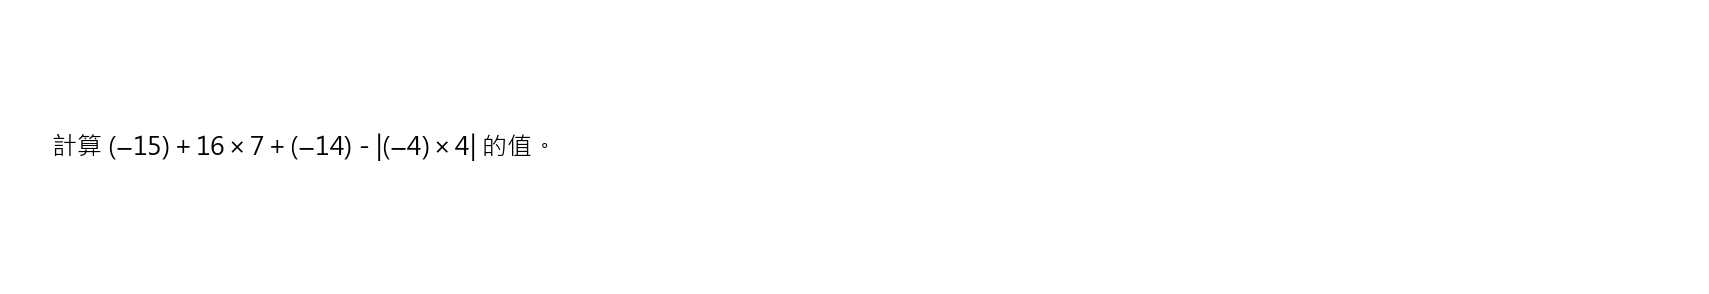 計算 (–15) + 16 × 7 + (–14) - |(–4) × 4| 的值。